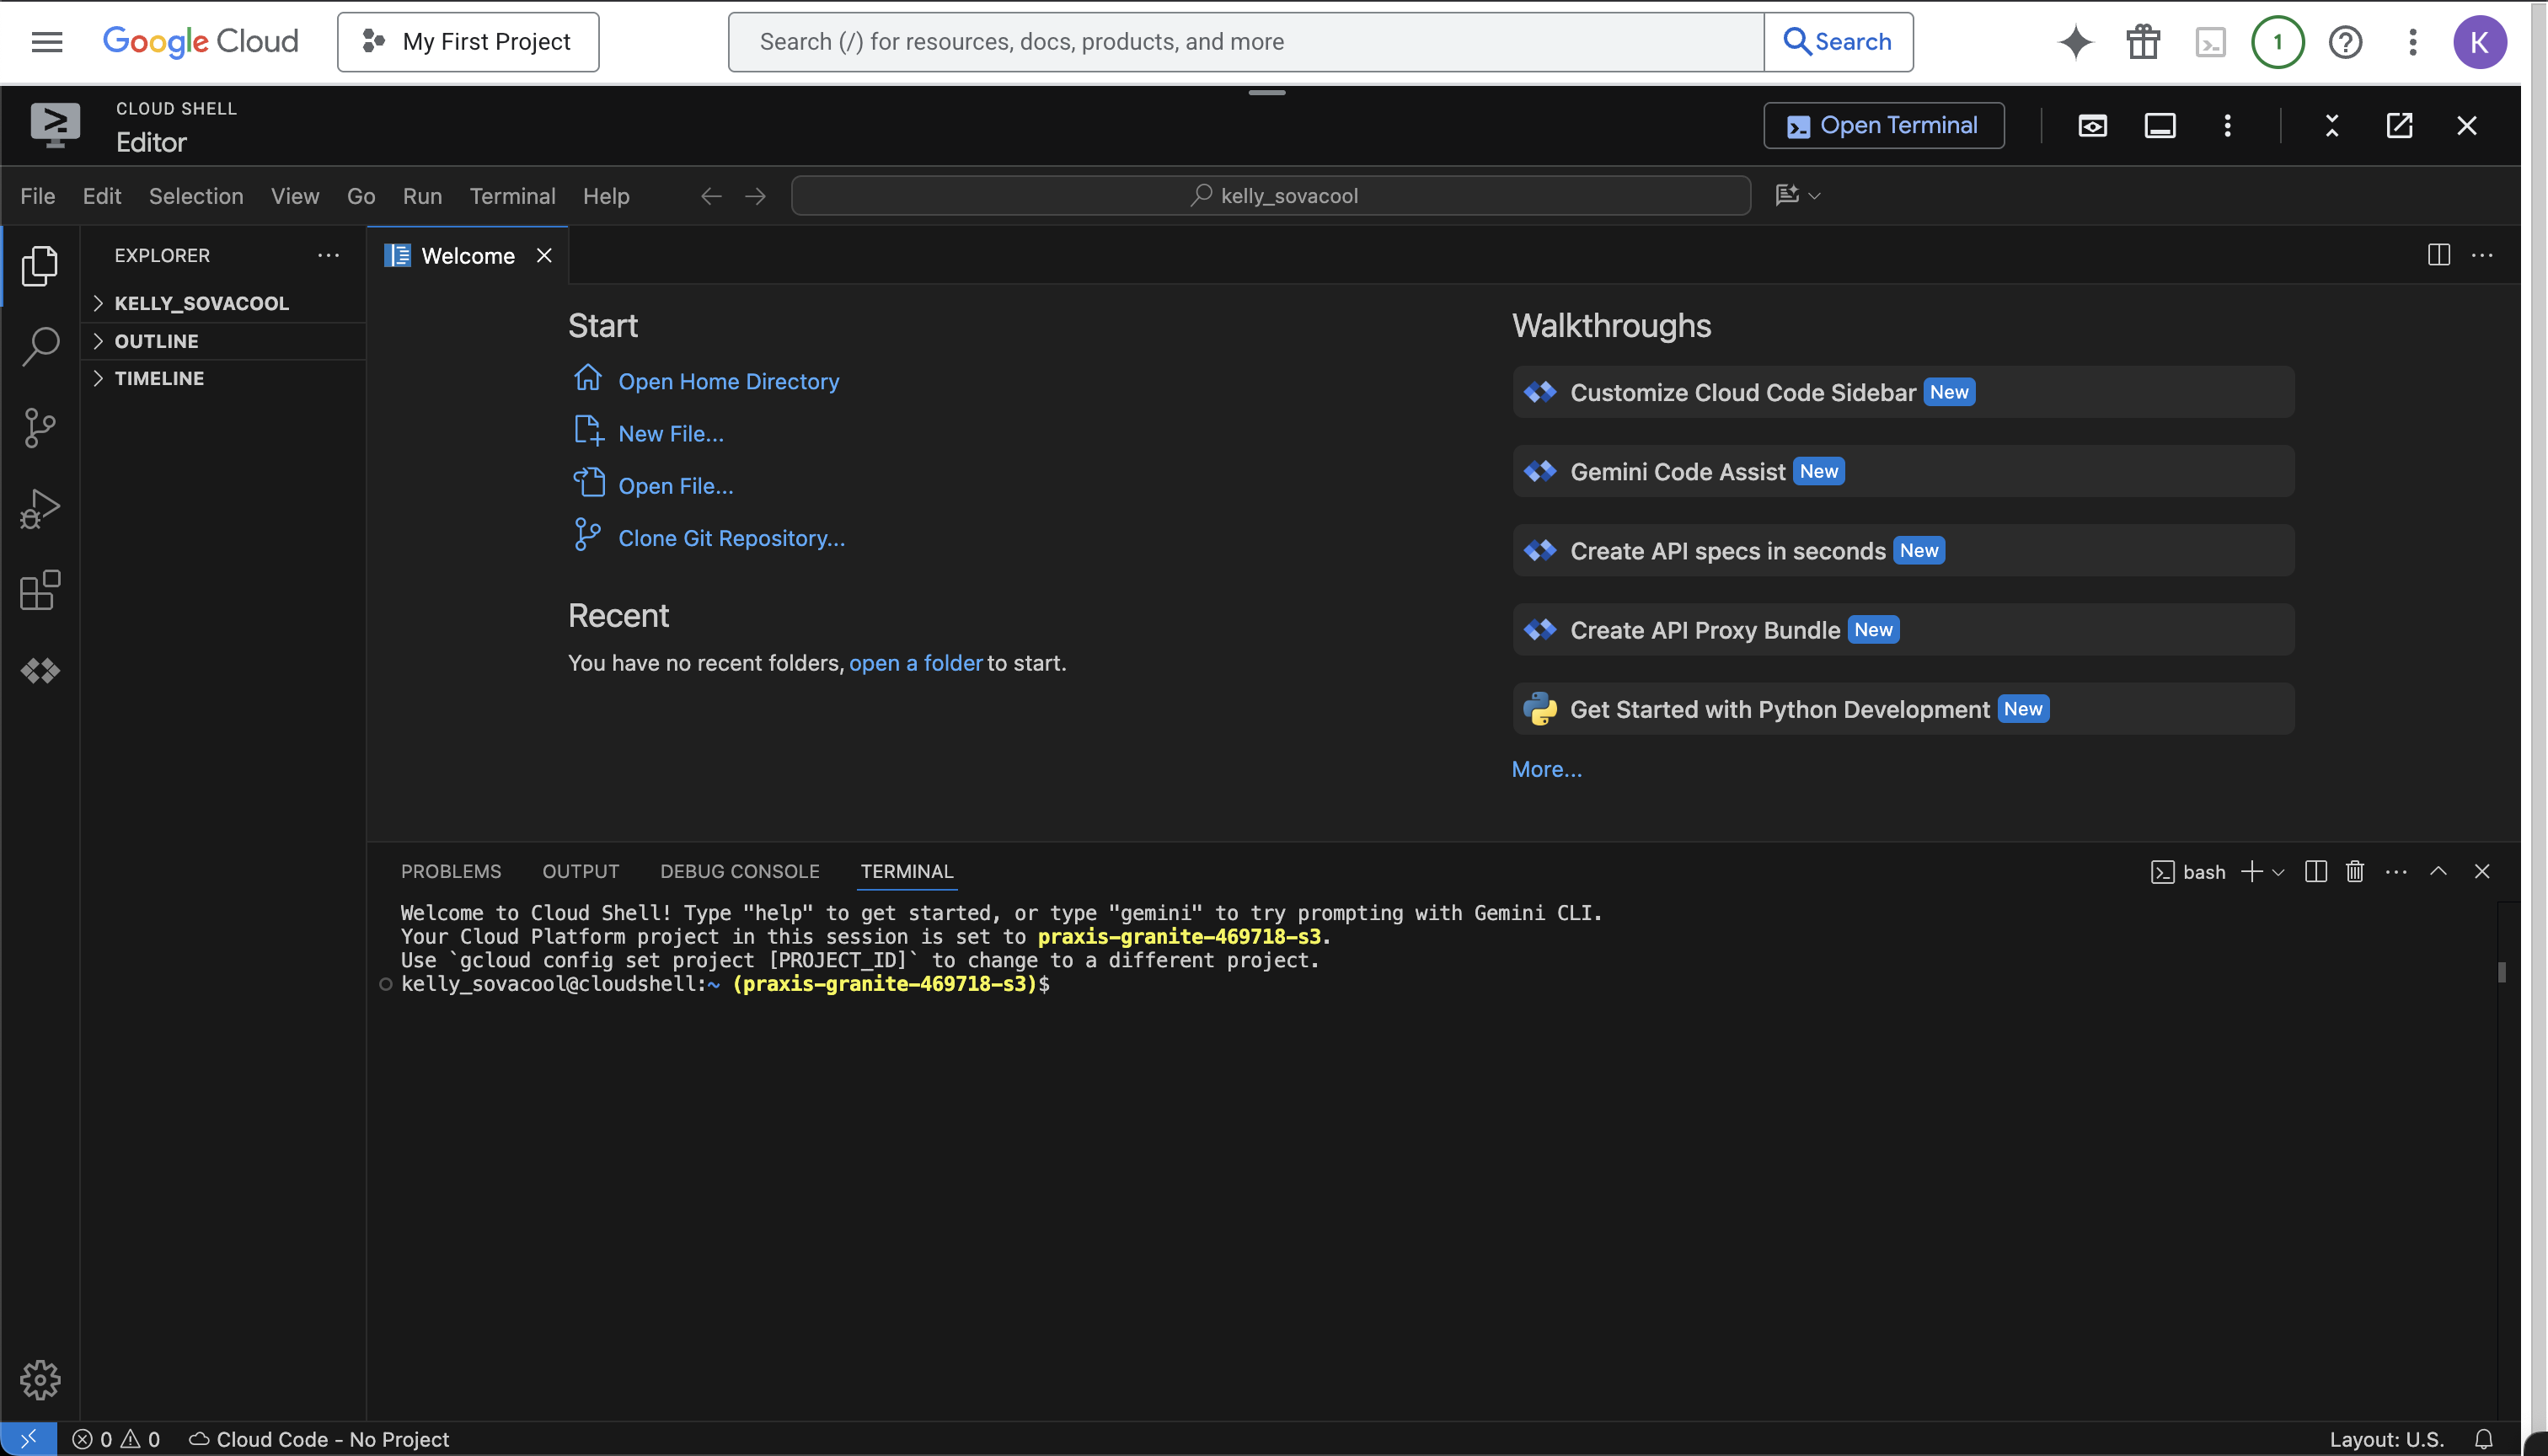 Google Cloud
My First Project
Search (/) for resources, docs, products, and more
Search
1
K
CLOUD SHELL
Editor
Open Terminal
File Edit Selection View Go Run Terminal Help
kelly_sovacool
EXPLORER
KELLY_SOVACOOL
OUTLINE
TIMELINE
Welcome
Start
Open Home Directory
New File...
Open File...
Clone Git Repository...
Recent
You have no recent folders, open a folder to start.
Walkthroughs
Customize Cloud Code Sidebar New
Gemini Code Assist New
Create API specs in seconds New
Create API Proxy Bundle New
Get Started with Python Development New
More...
PROBLEMS OUTPUT DEBUG CONSOLE TERMINAL
bash
Welcome to Cloud Shell! Type "help" to get started, or type "gemini" to try prompting with Gemini CLI.
Your Cloud Platform project in this session is set to praxis-granite-469718-s3.
Use `gcloud config set project [PROJECT_ID]` to change to a different project.
kelly_sovacool@cloudshell:~ (praxis-granite-469718-s3)$
0 0 Cloud Code - No Project
Layout: U.S.